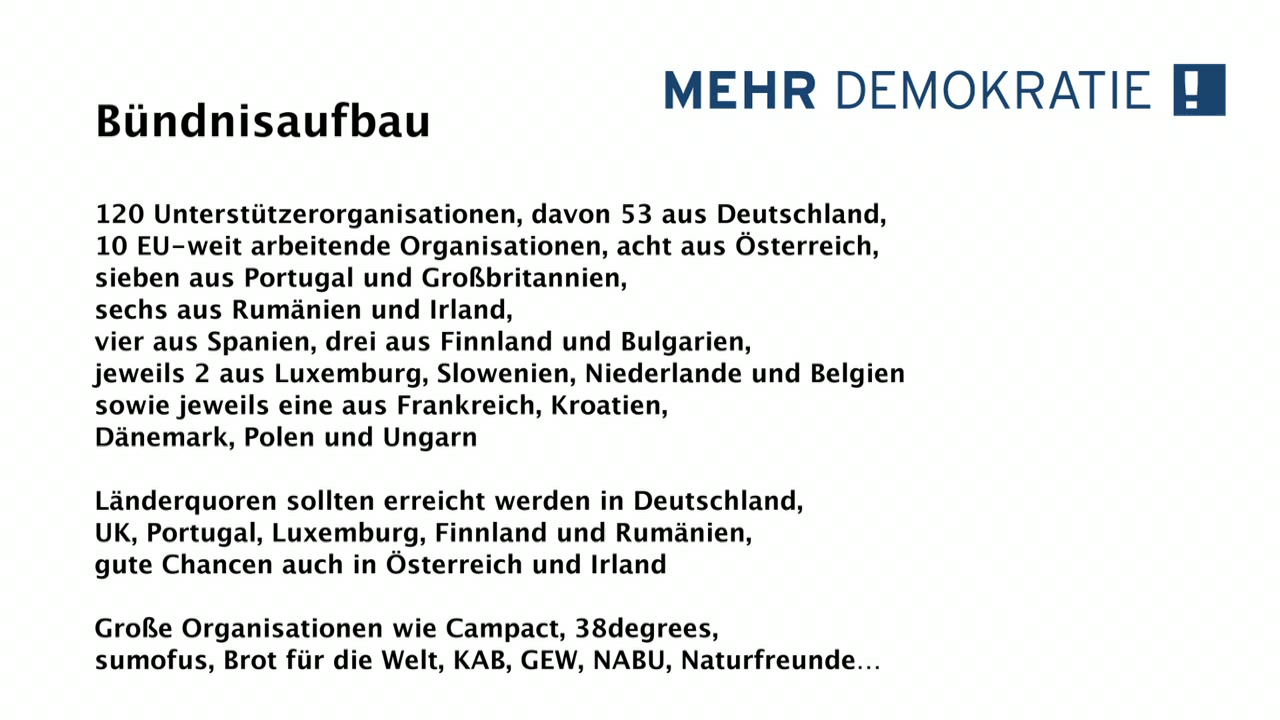 MEHR DEMOKRATIE !
Bündnisaufbau
120 Unterstützerorganisationen, davon 53 aus Deutschland,
10 EU-weit arbeitende Organisationen, acht aus Österreich,
sieben aus Portugal und Großbritannien,
sechs aus Rumänien und Irland,
vier aus Spanien, drei aus Finnland und Bulgarien,
jeweils 2 aus Luxemburg, Slowenien, Niederlande und Belgien
sowie jeweils eine aus Frankreich, Kroatien,
Dänemark, Polen und Ungarn
Länderquoren sollten erreicht werden in Deutschland,
UK, Portugal, Luxemburg, Finnland und Rumänien,
gute Chancen auch in Österreich und Irland
Große Organisationen wie Campact, 38degrees,
sumofus, Brot für die Welt, KAB, GEW, NABU, Naturfreunde...